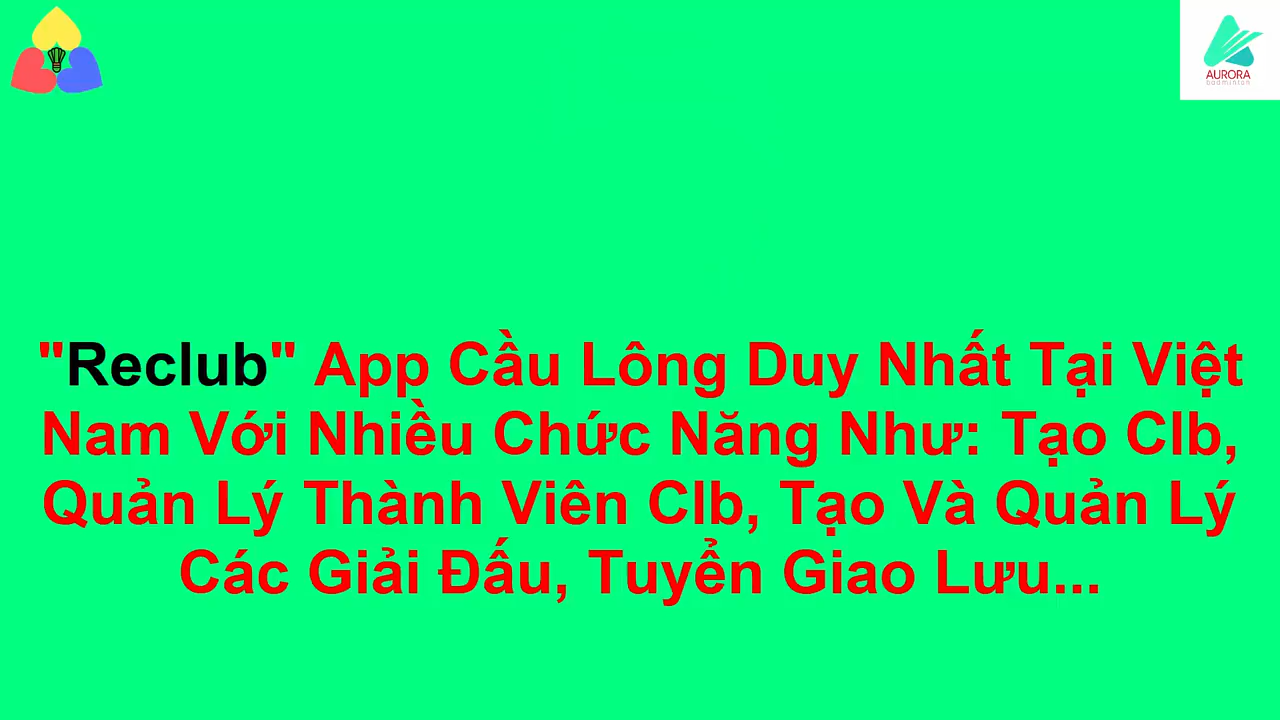 AURORA
badminton
"Reclub" App Cầu Lông Duy Nhất Tại Việt
Nam Với Nhiều Chức Năng Như: Tạo Clb,
Quản Lý Thành Viên Clb, Tạo Và Quản Lý
Các Giải Đấu, Tuyển Giao Lưu...